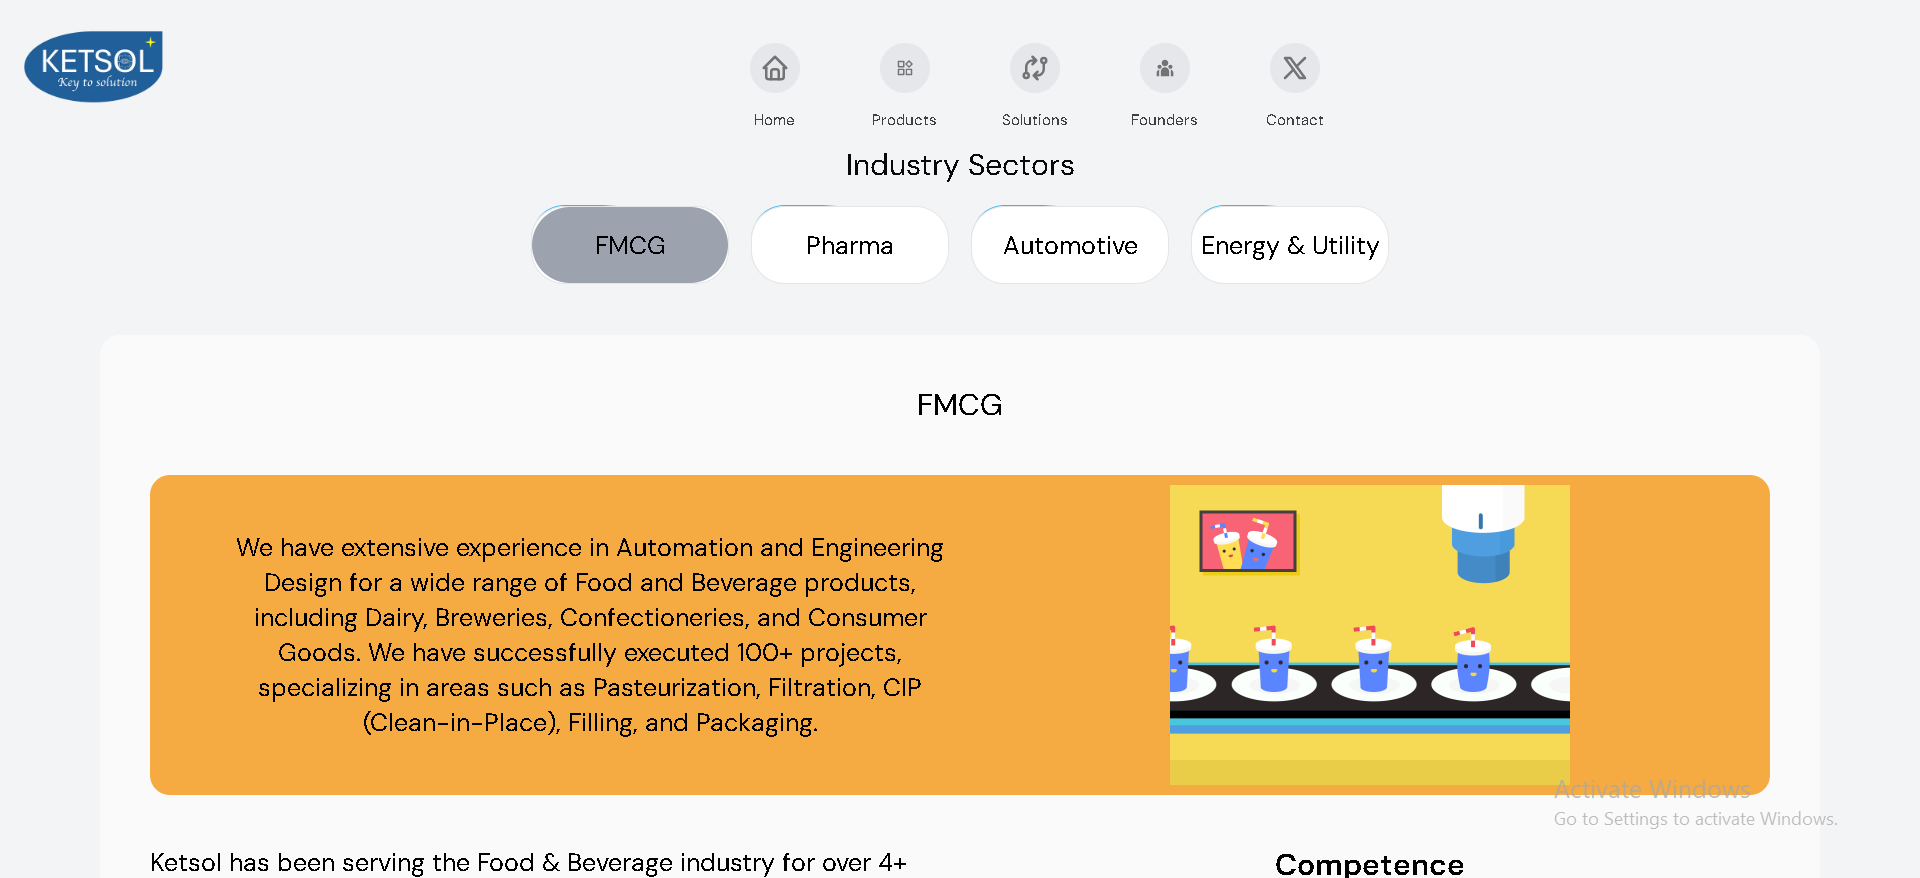 KETSOL
Key to solution
Home
Products
Solutions
Founders
Contact
Industry Sectors
FMCG
Pharma
Automotive
Energy & Utility
FMCG
We have extensive experience in Automation and Engineering
Design for a wide range of Food and Beverage products,
including Dairy, Breweries, Confectioneries, and Consumer
Goods. We have successfully executed 100+ projects,
specializing in areas such as Pasteurization, Filtration, CIP
(Clean-in-Place), Filling, and Packaging.
Activate Windows
Go to Settings to activate Windows.
Ketsol has been serving the Food & Beverage industry for over 4+
Competence